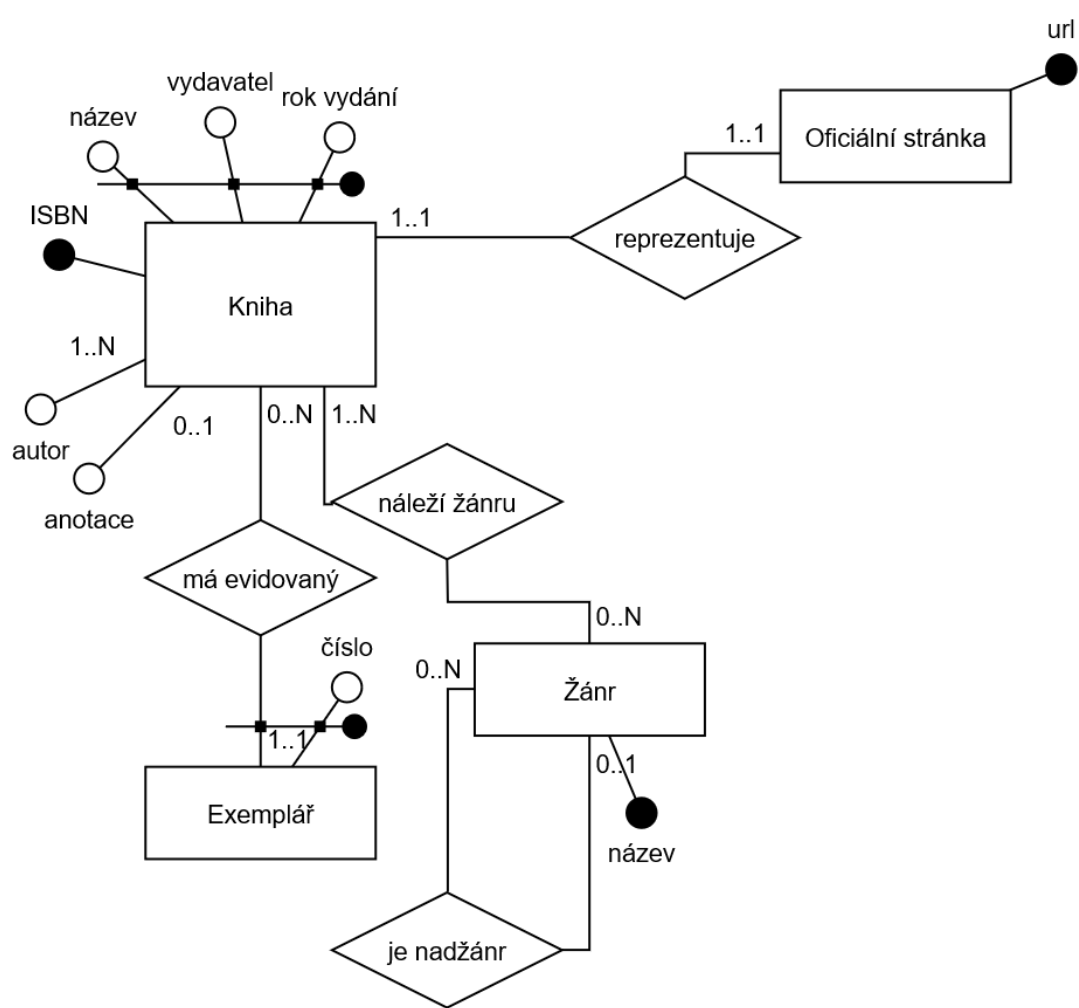 url
vydavatel
rok vydání
název
1..1
Oficiální stránka
ISBN
1..1
reprezentuje
Kniha
1..N
0..1
0..N
1..N
autor
anotace
náleží žánru
má evidovaný
0..N
číslo
0..N
Žánr
1..1
0..1
Exemplář
název
je nadžánr